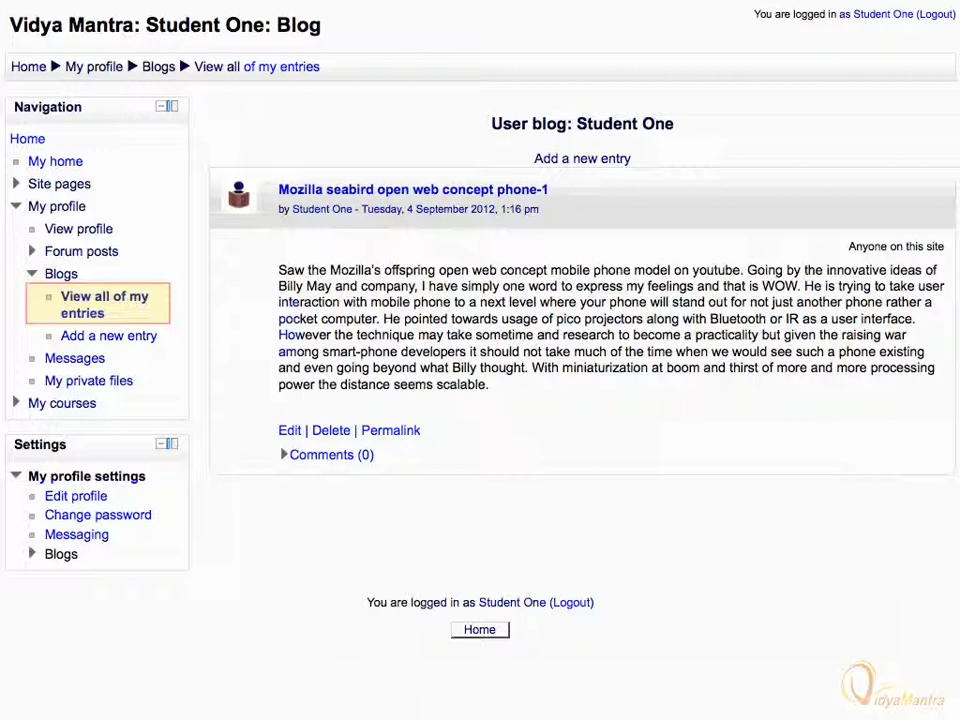 Vidya Mantra: Student One: Blog
You are logged in as Student One (Logout)
Home ▶ My profile ▶ Blogs ▶ View all of my entries
Navigation
Home
My home
Site pages
My profile
View profile
Forum posts
Blogs
View all of my
entries
Add a new entry
Messages
My private files
My courses
Settings
My profile settings
Edit profile
Change password
Messaging
Blogs
User blog: Student One
Add a new entry
Mozilla seabird open web concept phone-1
by Student One - Tuesday, 4 September 2012, 1:16 pm
Anyone on this site
Saw the Mozilla's offspring open web concept mobile phone model on youtube. Going by the innovative ideas of
Billy May and company, I have simply one word to express my feelings and that is WOW. He is trying to take user
interaction with mobile phone to a next level where your phone will stand out for not just another phone rather a
pocket computer. He pointed towards usage of pico projectors along with Bluetooth or IR as a user interface.
However the technique may take sometime and research to become a practicality but given the raising war
among smart-phone developers it should not take much of the time when we would see such a phone existing
and even going beyond what Billy thought. With miniaturization at boom and thirst of more and more processing
power the distance seems scalable.
Edit | Delete | Permalink
Comments (0)
You are logged in as Student One (Logout)
Home
VidyaMantra